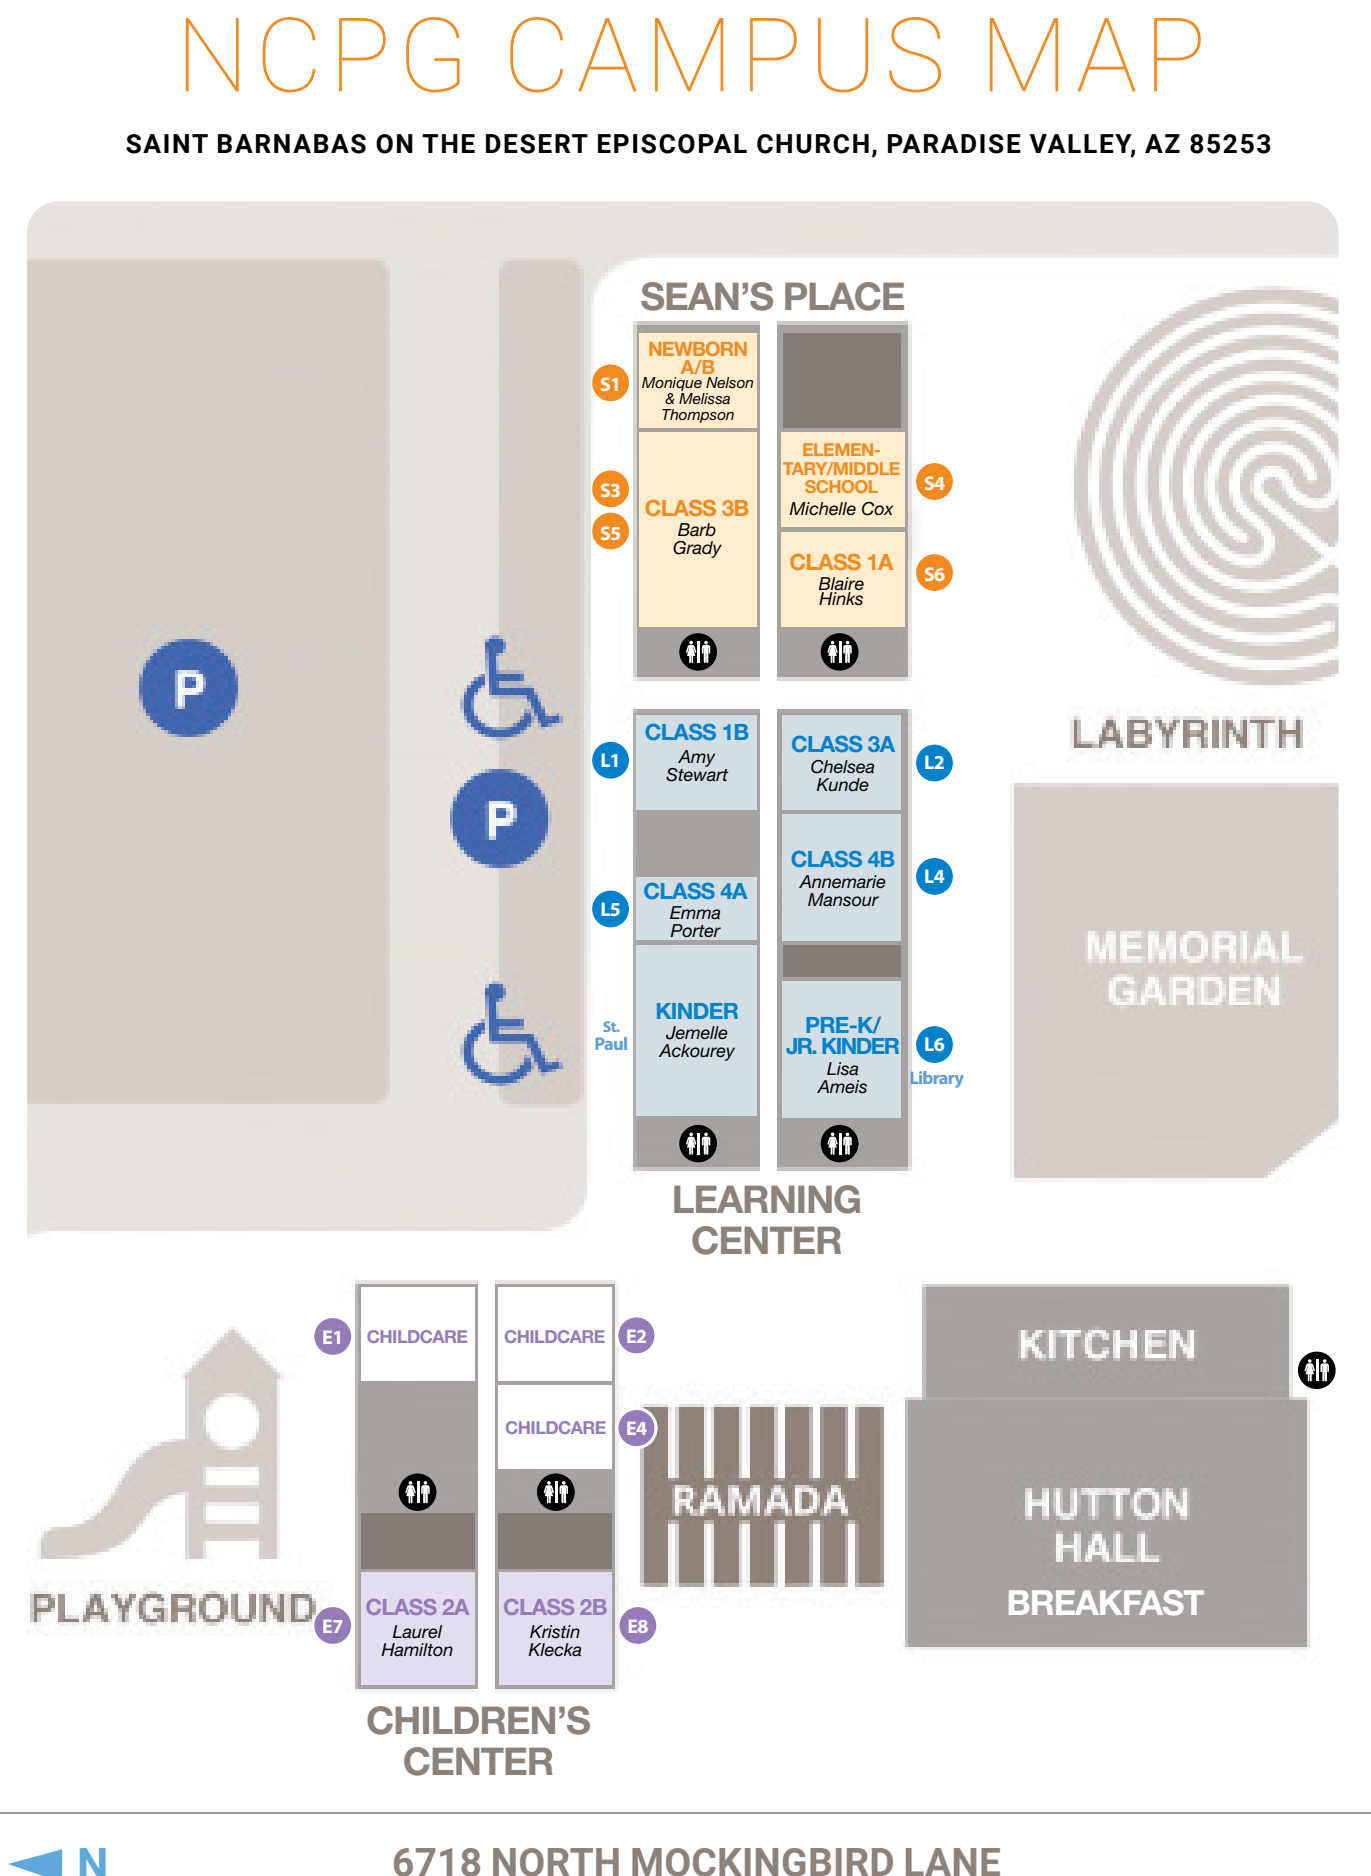 NCPG CAMPUS MAP
SAINT BARNABAS ON THE DESERT EPISCOPAL CHURCH, PARADISE VALLEY, AZ 85253
SEAN'S PLACE
NEWBORN
A/B
Monique Nelson
& Melissa
Thompson
S1
S3
S5
CLASS 3B
Barb
Grady
ELEMEN-
TARY/MIDDLE
SCHOOL
Michelle Cox
S4
CLASS 1A
Blaire
Hinks
S6
P
P
LABYRINTH
L1
CLASS 1B
Amy
Stewart
CLASS 3A
Chelsea
Kunde
L2
CLASS 4B
Annemarie
Mansour
L4
L5
CLASS 4A
Emma
Porter
St.
Paul
KINDER
Jemelle
Ackourey
PRE-K/
JR. KINDER
Lisa
Ameis
L6
Library
MEMORIAL
GARDEN
LEARNING
CENTER
E1
CHILDCARE
CHILDCARE
E2
CHILDCARE
E4
KITCHEN
RAMADA
HUTTON
HALL
BREAKFAST
PLAYGROUND
E7
CLASS 2A
Laurel
Hamilton
CLASS 2B
Kristin
Klecka
E8
CHILDREN'S
CENTER
N
6718 NORTH MOCKINGBIRD LANE